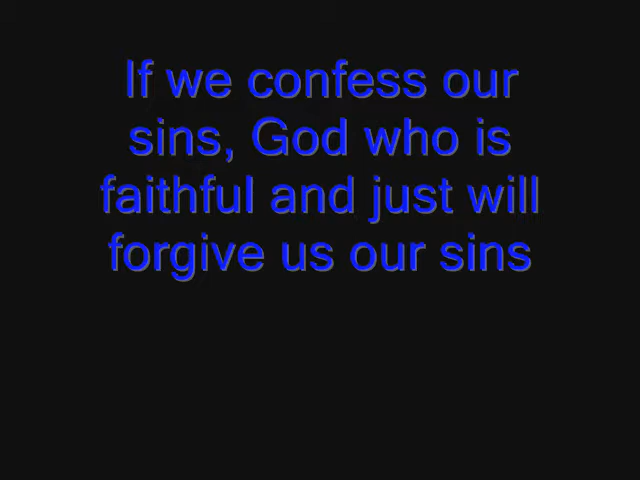 If we confess our
sins, God who is
faithful and just will
forgive us our sins